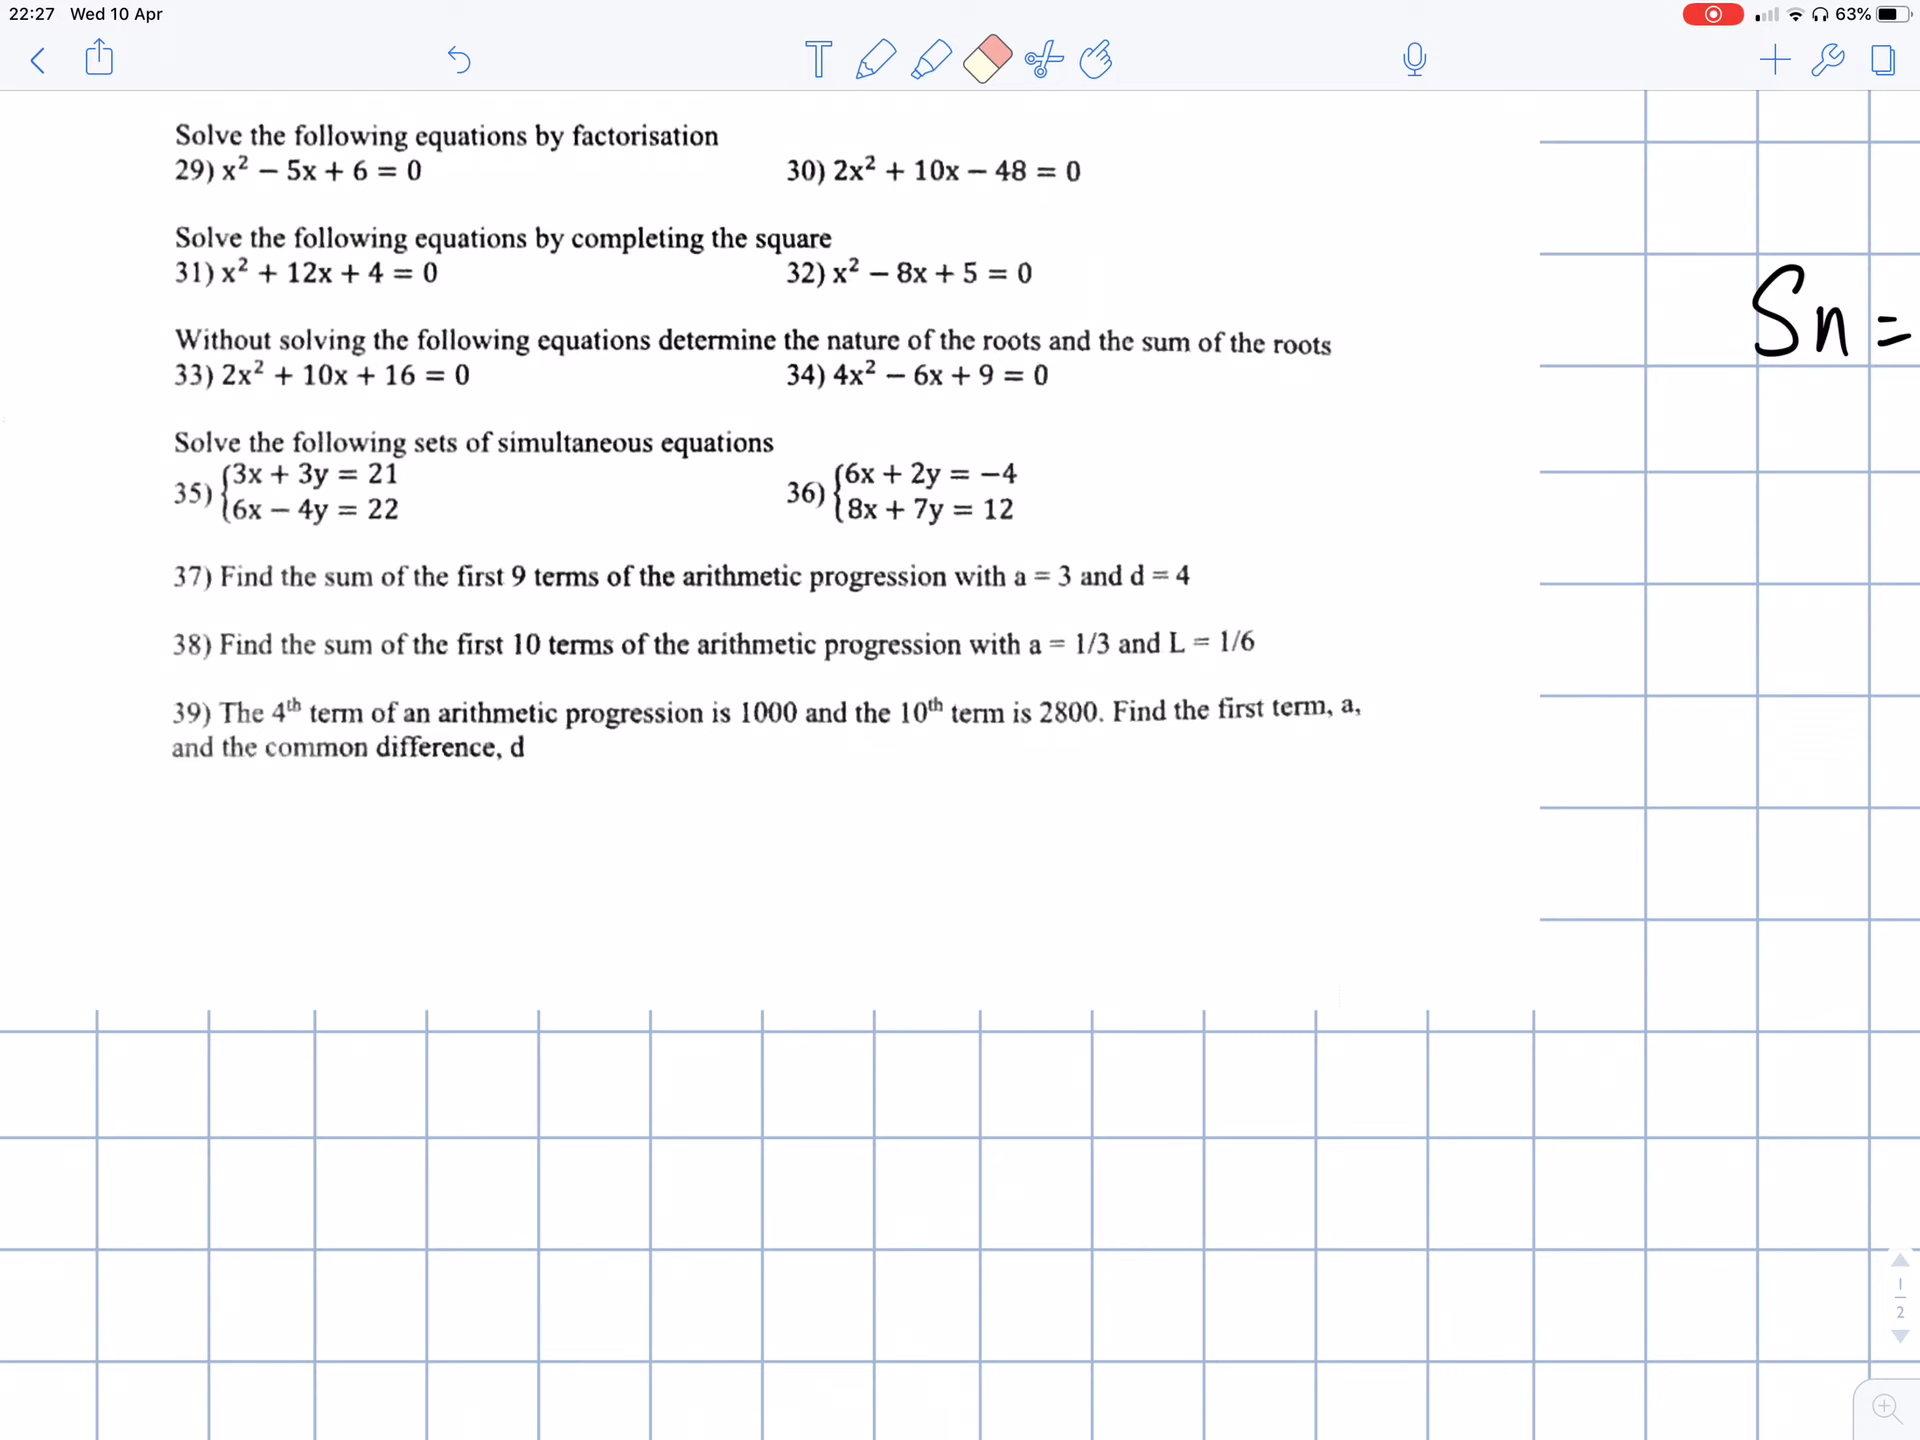 22:27 Wed 10 Apr
63%
T
Solve the following equations by factorisation
29) x² − 5x + 6 = 0 30) 2x² + 10x − 48 = 0
Solve the following equations by completing the square
31) x² + 12x + 4 = 0 32) x² − 8x + 5 = 0
Sn =
Without solving the following equations determine the nature of the roots and the sum of the roots
33) 2x² + 10x + 16 = 0 34) 4x² − 6x + 9 = 0
Solve the following sets of simultaneous equations
35) {3x + 3y = 21
6x − 4y = 22
36) {6x + 2y = −4
8x + 7y = 12
37) Find the sum of the first 9 terms of the arithmetic progression with a = 3 and d = 4
38) Find the sum of the first 10 terms of the arithmetic progression with a = 1/3 and L = 1/6
39) The 4th term of an arithmetic progression is 1000 and the 10th term is 2800. Find the first term, a,
and the common difference, d
1
2